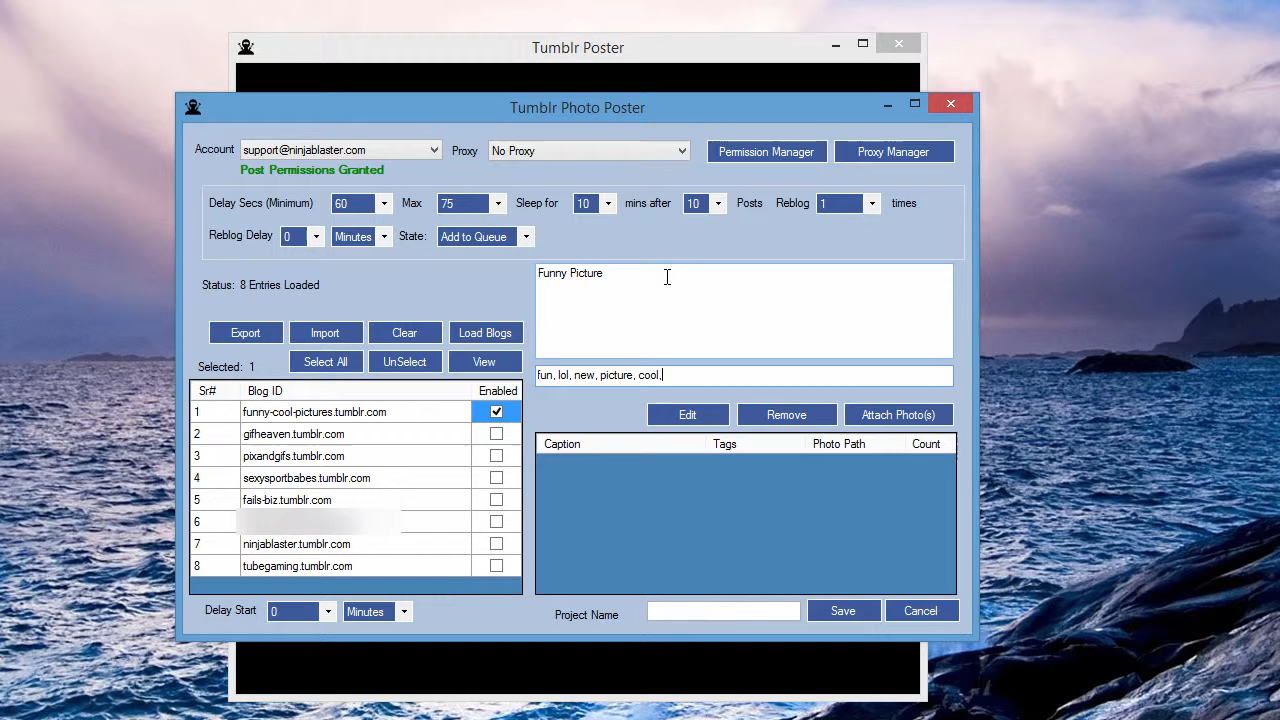 Tumblr Poster
Tumblr Photo Poster
Account support@ninjablaster.com Proxy No Proxy Permission Manager Proxy Manager
Post Permissions Granted
Delay Secs (Minimum) 60 Max 75 Sleep for 10 mins after 10 Posts Reblog 1 times
Reblog Delay 0 Minutes State: Add to Queue
Funny Picture
Status: 8 Entries Loaded
Export Import Clear Load Blogs
Selected: 1 Select All UnSelect View
fun, lol, new, picture, cool,
Sr# Blog ID Enabled
1 funny-cool-pictures.tumblr.com
2 gifheaven.tumblr.com
3 pixandgifs.tumblr.com
4 sexysportbabes.tumblr.com
5 fails-biz.tumblr.com
6
7 ninjablaster.tumblr.com
8 tubegaming.tumblr.com
Edit Remove Attach Photo(s)
Caption Tags Photo Path Count
Delay Start 0 Minutes
Project Name Save Cancel